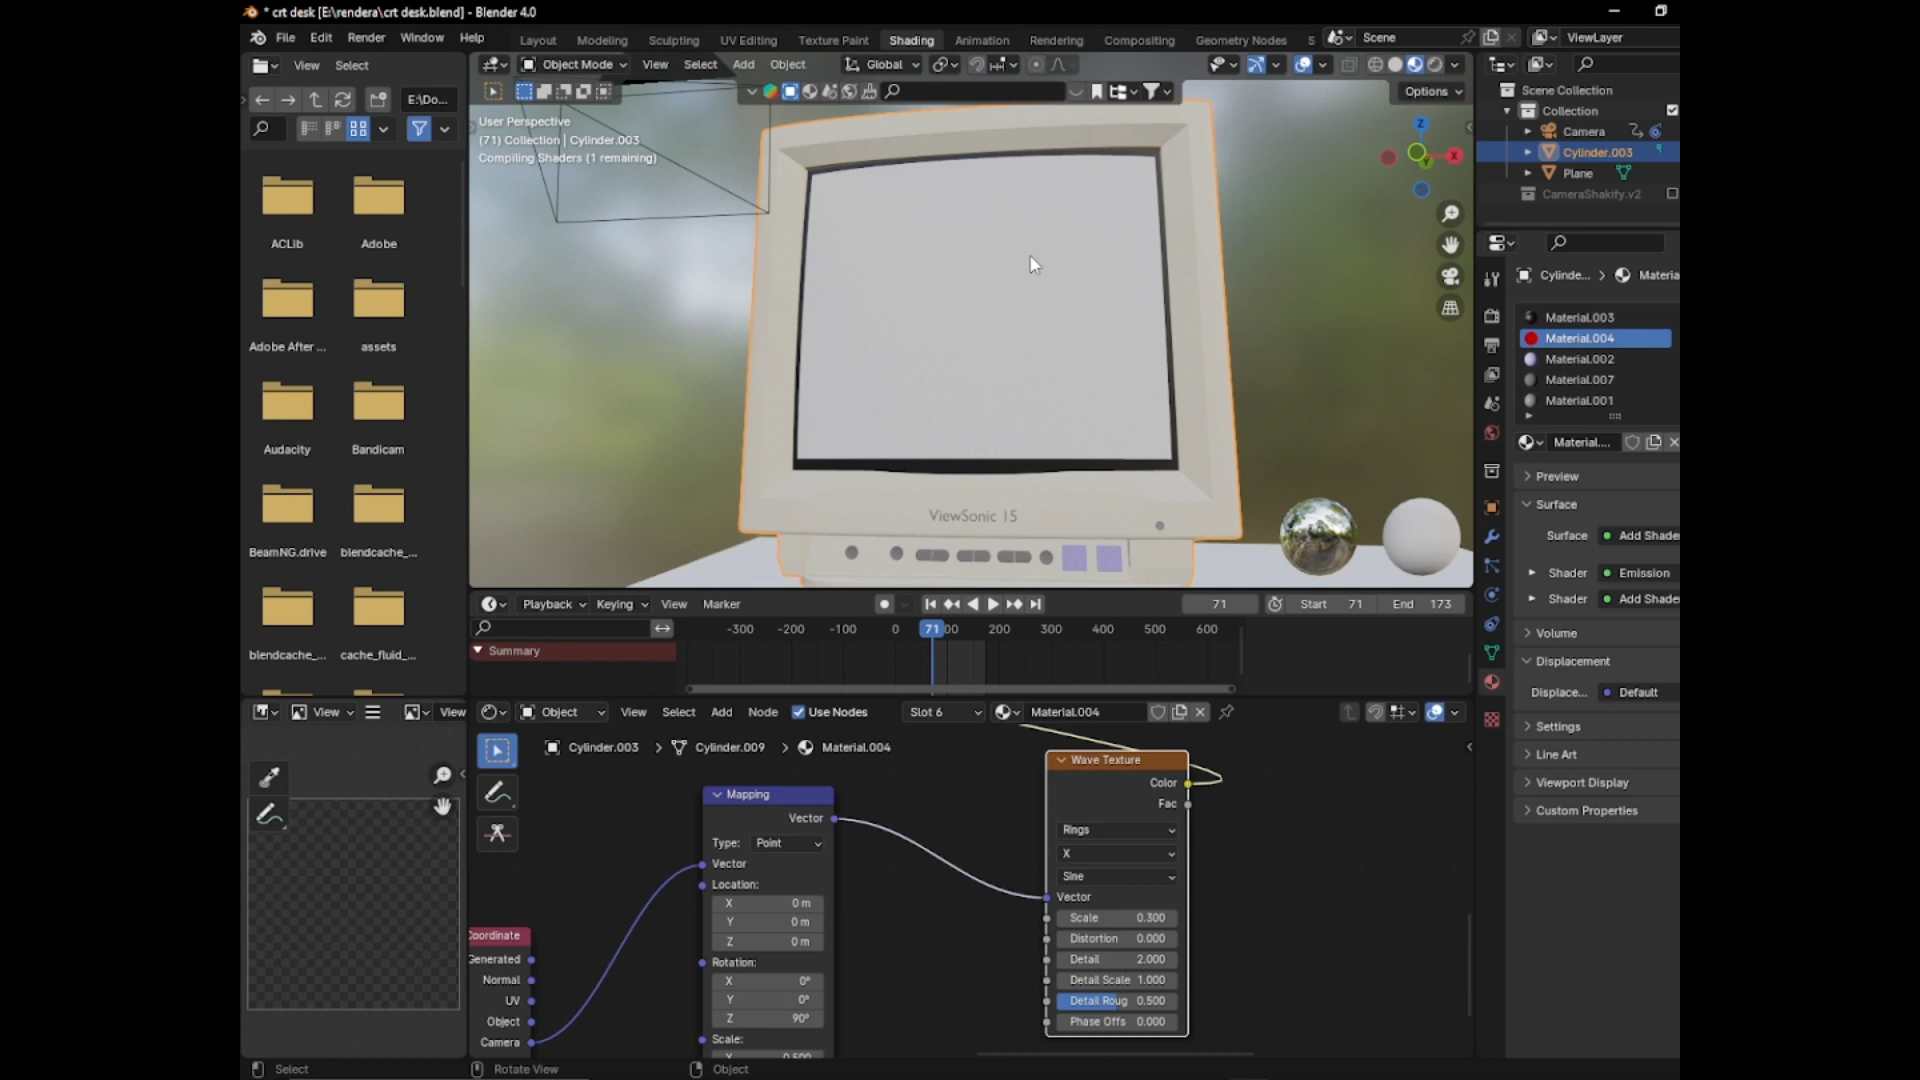 * crt desk [E:\rendera\crt desk.blend] - Blender 4.0
File Edit Render Window Help
Layout Modeling Sculpting UV Editing Texture Paint Shading Animation Rendering Compositing Geometry Nodes S
Scene
ViewLayer
View Select
Object Mode View Select Add Object
Global
E:\Do...
Options
User Perspective
(71) Collection | Cylinder.003
Compiling Shaders (1 remaining)
Z
X
Y
ViewSonic 15
ACLib
Adobe
Adobe After ...
assets
Audacity
Bandicam
BeamNG.drive
blendcache_...
blendcache_...
cache_fluid_...
Scene Collection
Collection
Camera
Cylinder.003
Plane
CameraShakify.v2
Cylinde... > Materia
Material.003
Material.004
Material.002
Material.007
Material.001
Material....
Preview
Surface
Surface Add Shade
Shader Emission
Shader Add Shade
Volume
Displacement
Displace... Default
Settings
Line Art
Viewport Display
Custom Properties
Playback Keying View Marker
71
Start 71
End 173
-300 -200 -100 0 71 00 200 300 400 500 600
Summary
View
View
Object View Select Add Node Use Nodes Slot 6 Material.004
Cylinder.003 > Cylinder.009 > Material.004
Coordinate
Generated
Normal
UV
Object
Camera
Mapping
Vector
Type: Point
Vector
Location:
X 0 m
Y 0 m
Z 0 m
Rotation:
X 0°
Y 0°
Z 90°
Scale:
X 0.500
Wave Texture
Color
Fac
Rings
X
Sine
Vector
Scale 0.300
Distortion 0.000
Detail 2.000
Detail Scale 1.000
Detail Roug 0.500
Phase Offs 0.000
Select
Rotate View
Object